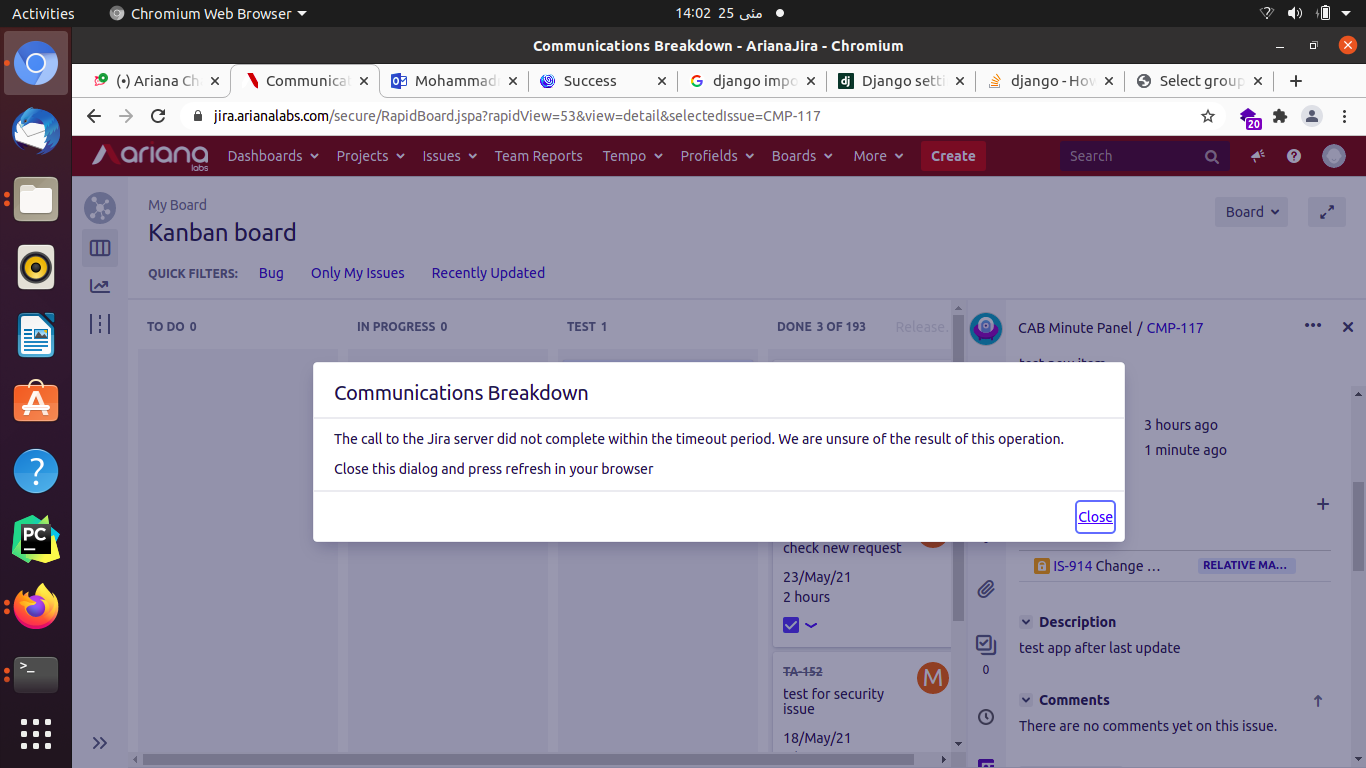 Activities
Chromium Web Browser
14:02 25 مئی
Communications Breakdown - ArianaJira - Chromium
(•) Ariana Ch
Communicat
Mohammad
Success
django impo
Django setti
django - How
Select group
jira.arianalabs.com/secure/RapidBoard.jspa?rapidView=53&view=detail&selectedIssue=CMP-117
20
ariana labs
Dashboards
Projects
Issues
Team Reports
Tempo
Profields
Boards
More
Create
Search
My Board
Kanban board
Board
QUICK FILTERS:
Bug
Only My Issues
Recently Updated
TO DO 0
IN PROGRESS 0
TEST 1
DONE 3 OF 193
Release.
CAB Minute Panel / CMP-117
Communications Breakdown
The call to the Jira server did not complete within the timeout period. We are unsure of the result of this operation.
Close this dialog and press refresh in your browser
Close
3 hours ago
1 minute ago
check new request
23/May/21
2 hours
IS-914 Change ...
RELATIVE MA...
Description
test app after last update
0
TA-152
M
test for security
issue
18/May/21
Comments
There are no comments yet on this issue.
PC